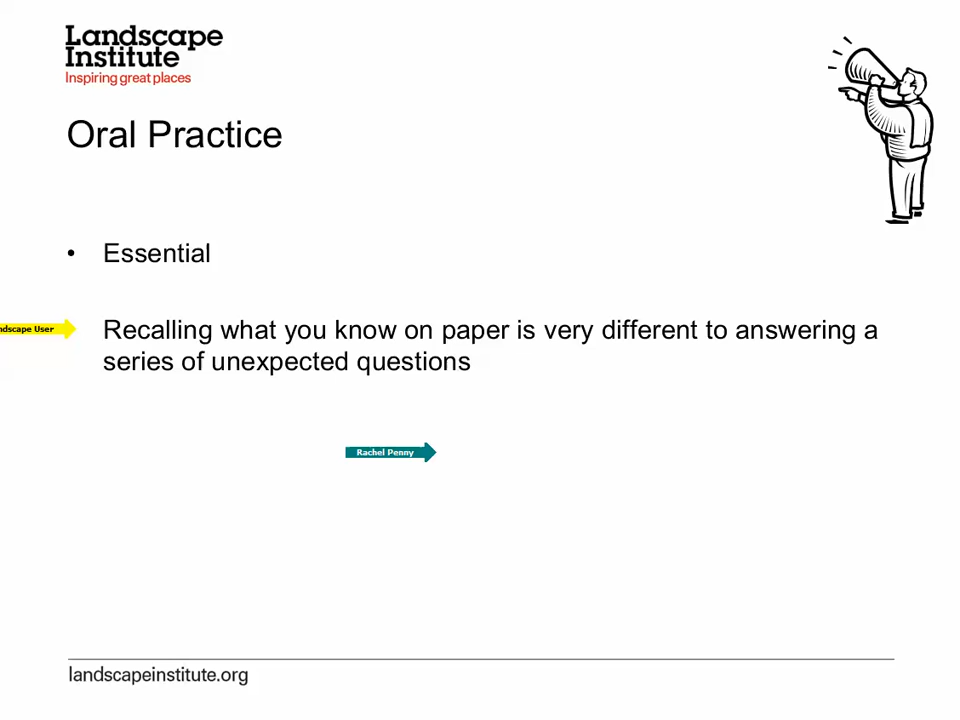 Landscape
Institute
Inspiring great places
Oral Practice
• Essential
ndscape User
Recalling what you know on paper is very different to answering a
series of unexpected questions
Rachel Penny
landscapeinstitute.org